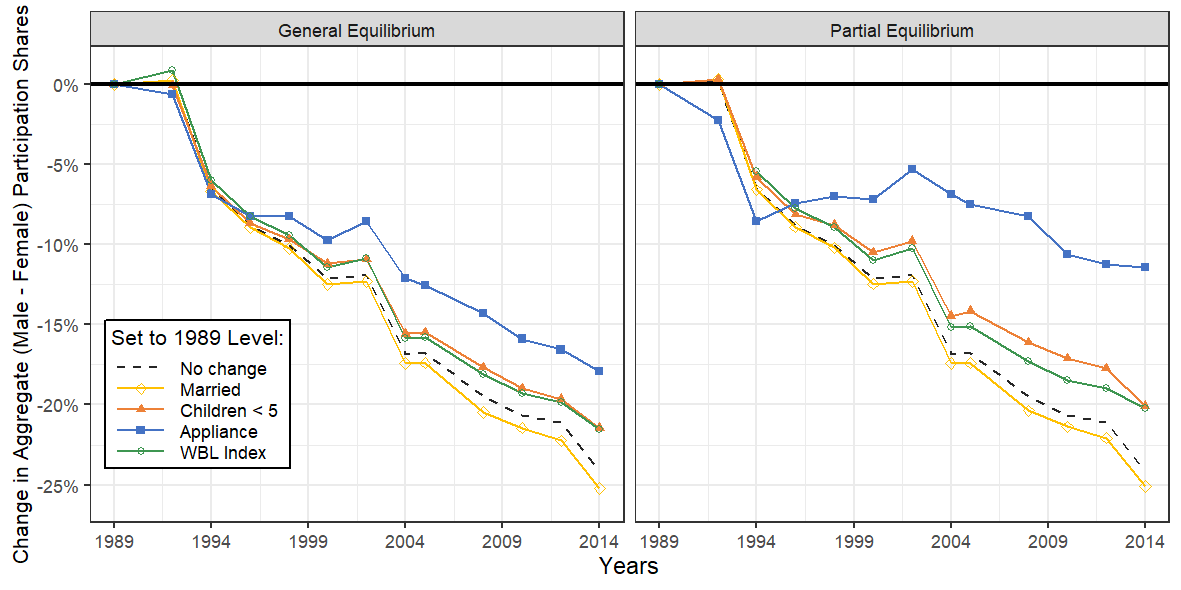 General Equilibrium
Partial Equilibrium
Change in Aggregate (Male - Female) Participation Shares
0%
-5%
-10%
-15%
-20%
-25%
Set to 1989 Level:
No change
Married
Children < 5
Appliance
WBL Index
1989 1994 1999 2004 2009 2014
1989 1994 1999 2004 2009 2014
Years